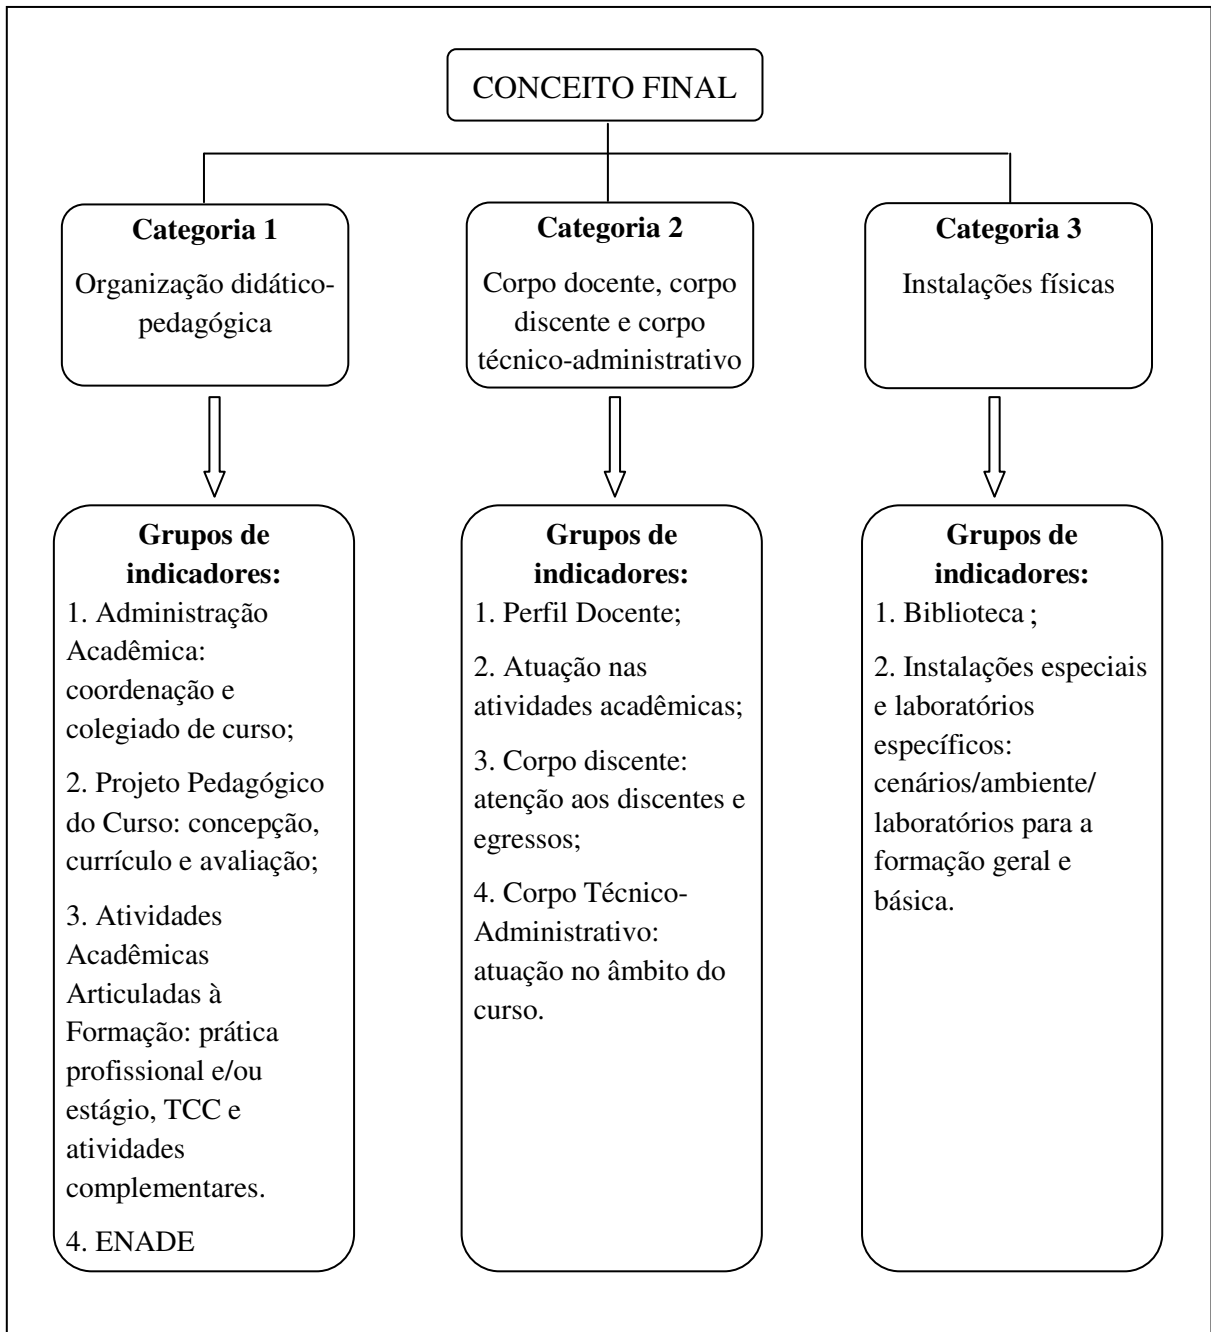 CONCEITO FINAL
Categoria 1
Organização didático-
pedagógica
Categoria 2
Corpo docente, corpo
discente e corpo
técnico-administrativo
Categoria 3
Instalações físicas
Grupos de
indicadores:
1. Administração
Acadêmica:
coordenação e
colegiado de curso;
2. Projeto Pedagógico
do Curso: concepção,
currículo e avaliação;
3. Atividades
Acadêmicas
Articuladas à
Formação: prática
profissional e/ou
estágio, TCC e
atividades
complementares.
4. ENADE
Grupos de
indicadores:
1. Perfil Docente;
2. Atuação nas
atividades acadêmicas;
3. Corpo discente:
atenção aos discentes e
egressos;
4. Corpo Técnico-
Administrativo:
atuação no âmbito do
curso.
Grupos de
indicadores:
1. Biblioteca ;
2. Instalações especiais
e laboratórios
específicos:
cenários/ambiente/
laboratórios para a
formação geral e
básica.